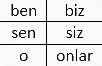 ben biz
sen siz
o onlar